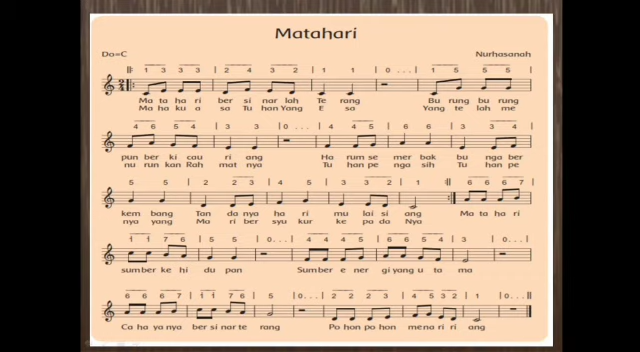 Matahari
Do=C
Nurhasanah
1 3 3 3 | 2 4 3 2 | 1 1 | 0 ... | 1 5 5 5
Ma ta ha ri ber si nar lah Te rang Bu rung bu rung
Ma ha ku a sa Tu han Yang E sa Yang te lah me
4 6 5 4 | 3 3 | 0 ... | 4 4 5 | 6 6 | 3 3 4
pun ber ki cau ri ang Ha rum se mer bak bu nga ber
nu run kan Rah mat nya Tu han pe nga sih Tu han pe
5 5 | 2 2 3 | 4 5 | 3 2 | 1 | 6 6 6 7
kem bang Tan da nya ha ri mu lai si ang Ma ta ha ri
nya yang Ma ri ber syu kur ke pa da Nya
1 1 7 6 | 5 5 | 0... | 4 4 4 5 | 6 6 5 4 | 3 | 0...
sumber ke hi du pan Sumber e ner gi yang u ta ma
6 6 6 7 | 1 1 7 6 | 5 | 0... | 2 2 2 3 | 4 5 3 2 | 1 | 0...
Ca ha ya nya ber si nar te rang Po hon po hon me na ri ri ang